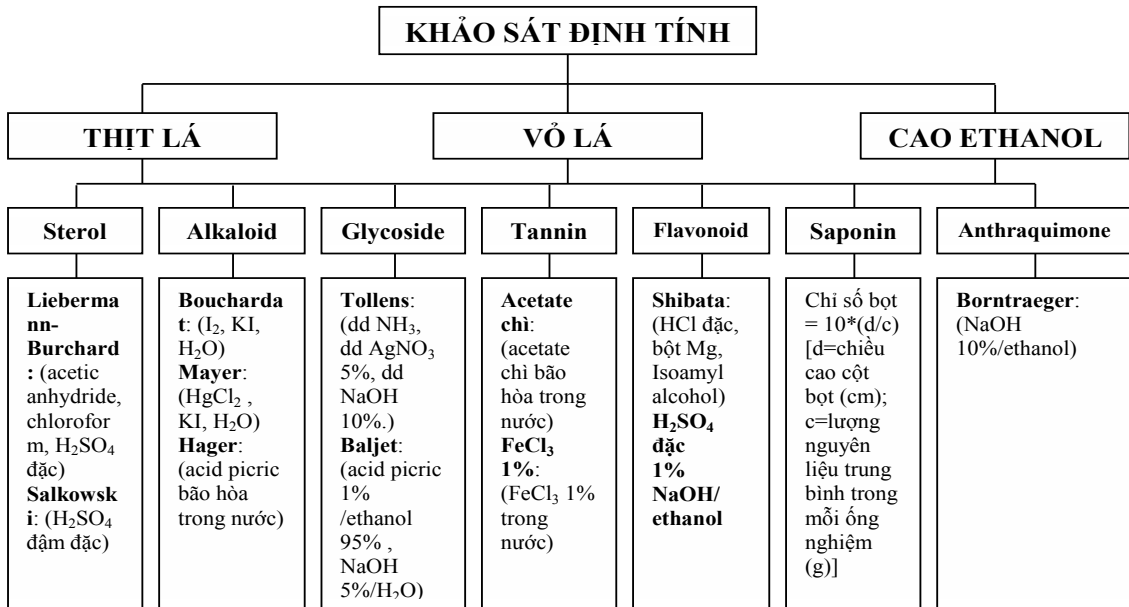 KHẢO SÁT ĐỊNH TÍNH
THỊT LÁ
VỎ LÁ
CAO ETHANOL
Sterol
Alkaloid
Glycoside
Tannin
Flavonoid
Saponin
Anthraquimone
Lieberma
nn-
Burchard
: (acetic
anhydride,
chlorofor
m, H₂SO₄
đặc)
Salkowsk
i: (H₂SO₄
đậm đặc)
Boucharda
t: (I₂, KI,
H₂O)
Mayer:
(HgCl₂ ,
KI, H₂O)
Hager:
(acid picric
bão hòa
trong nước)
Tollens:
(dd NH₃,
dd AgNO₃
5%, dd
NaOH
10%.)
Baljet:
(acid picric
1%
/ethanol
95% ,
NaOH
5%/H₂O)
Acetate
chì:
(acetate
chì bão
hòa trong
nước)
FeCl₃
1%:
(FeCl₃ 1%
trong
nước)
Shibata:
(HCl đặc,
bột Mg,
Isoamyl
alcohol)
H₂SO₄
đặc
1%
NaOH/
ethanol
Chỉ số bọt
= 10*(d/c)
[d=chiều
cao cột
bọt (cm);
c=lượng
nguyên
liệu trung
bình trong
mỗi ống
nghiệm
(g)]
Borntraeger:
(NaOH
10%/ethanol)